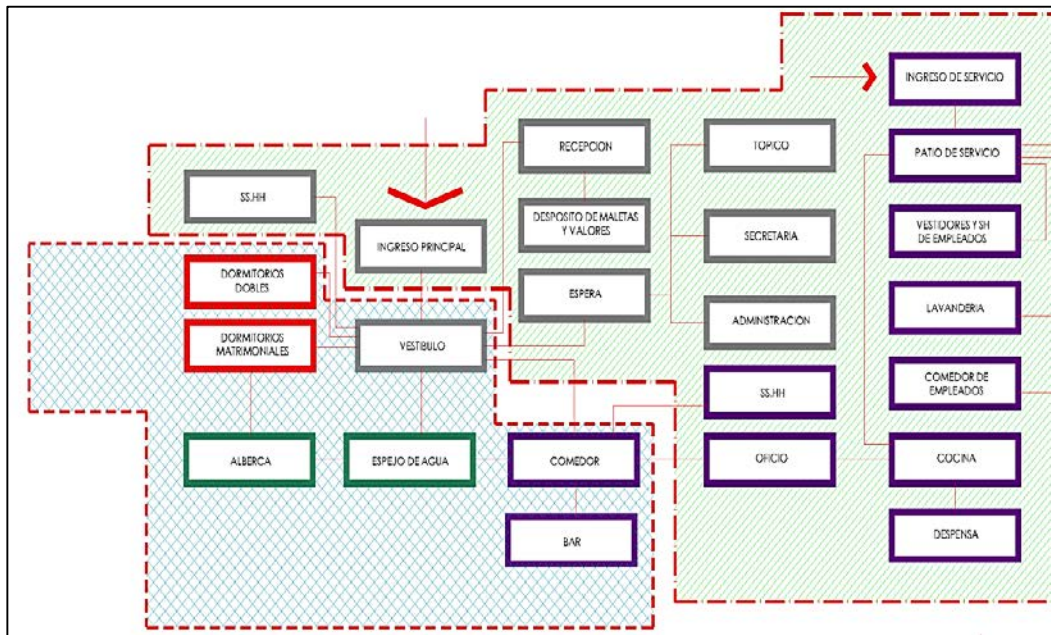 INGRESO DE SERVICIO
RECEPCION
TOPICO
PATIO DE SERVICIO
SS.HH
DESPOSITO DE MALETAS
Y VALORES
INGRESO PRINCIPAL
SECRETARIA
VESTIDORES Y SH
DE EMPLEADOS
DORMITORIOS
DOBLES
ESPERA
ADMINISTRACION
LAVANDERIA
DORMITORIOS
MATRIMONIALES
VESTIBULO
SS.HH
COMEDOR DE
EMPLEADOS
ALBERCA
ESPEJO DE AGUA
COMEDOR
OFICIO
COCINA
BAR
DESPENSA